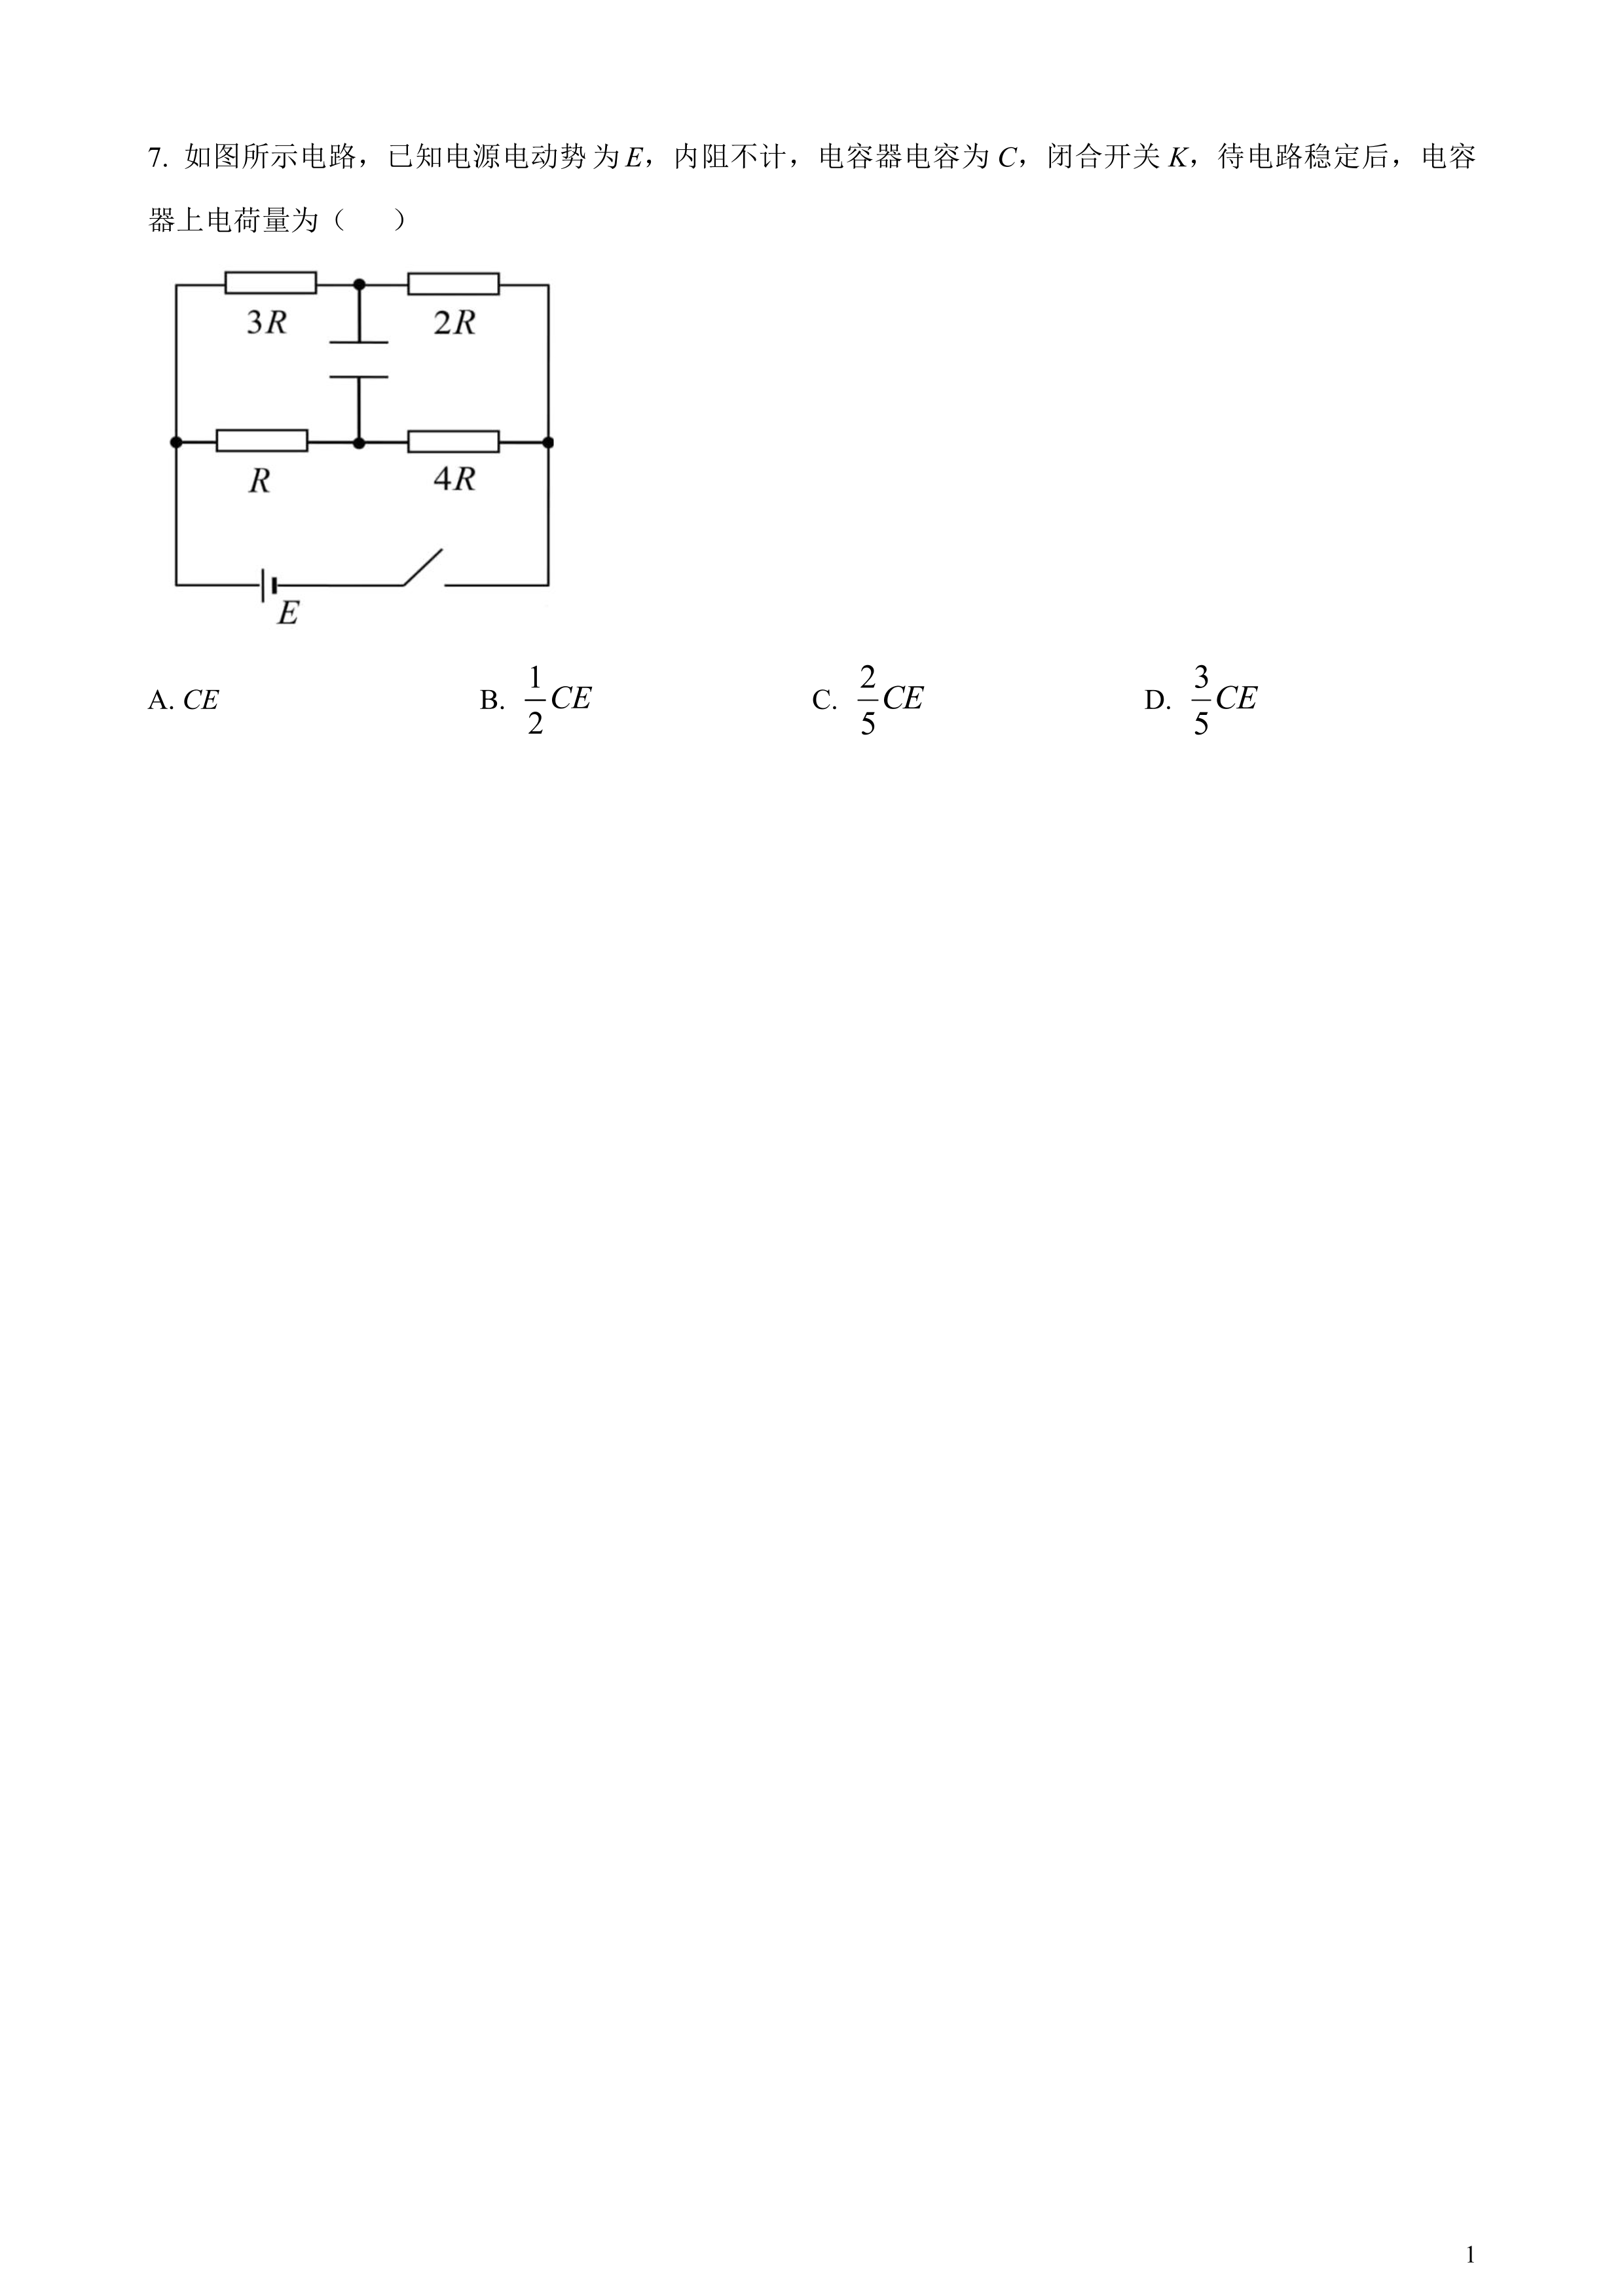 7. 如图所示电路，已知电源电动势为E，内阻不计，电容器电容为C，闭合开关K，待电路稳定后，电容
器上电荷量为（  ）
3R 2R
R 4R
E
A. CE B. \frac{1}{2}CE C. \frac{2}{5}CE D. \frac{3}{5}CE
1